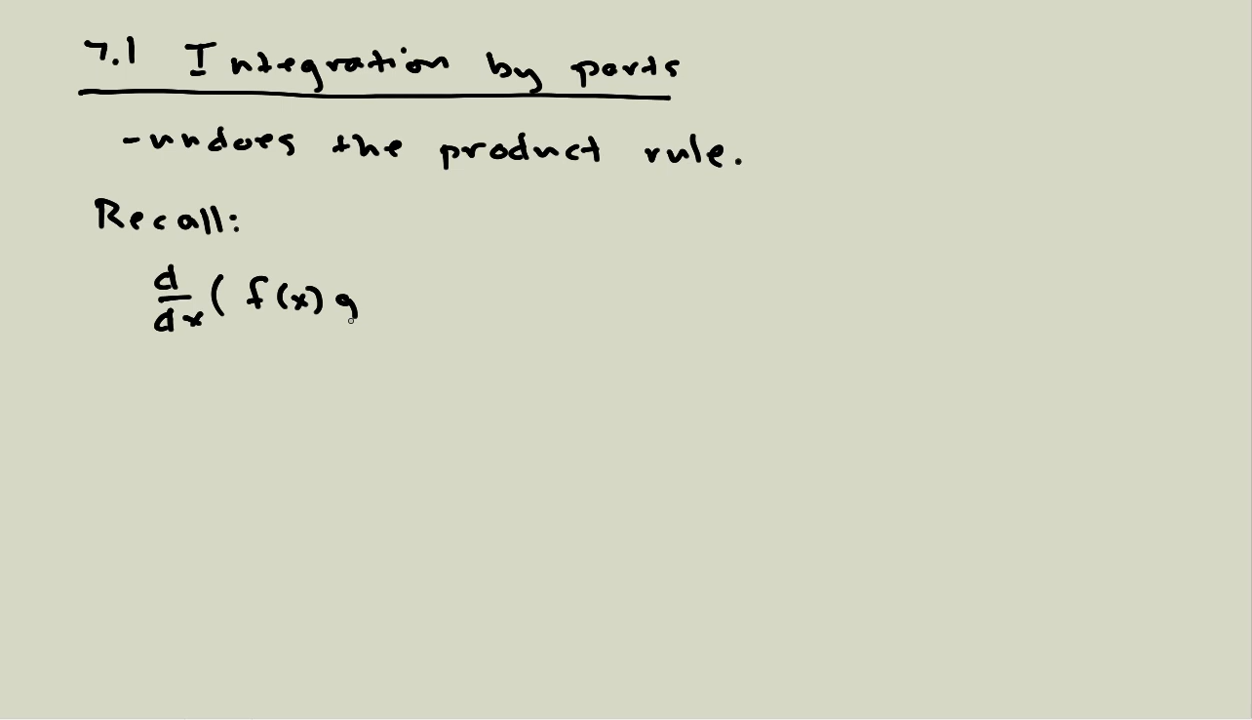 7.1 Integration by parts
-undoes the product rule.
Recall:
d/dx ( f(x) g